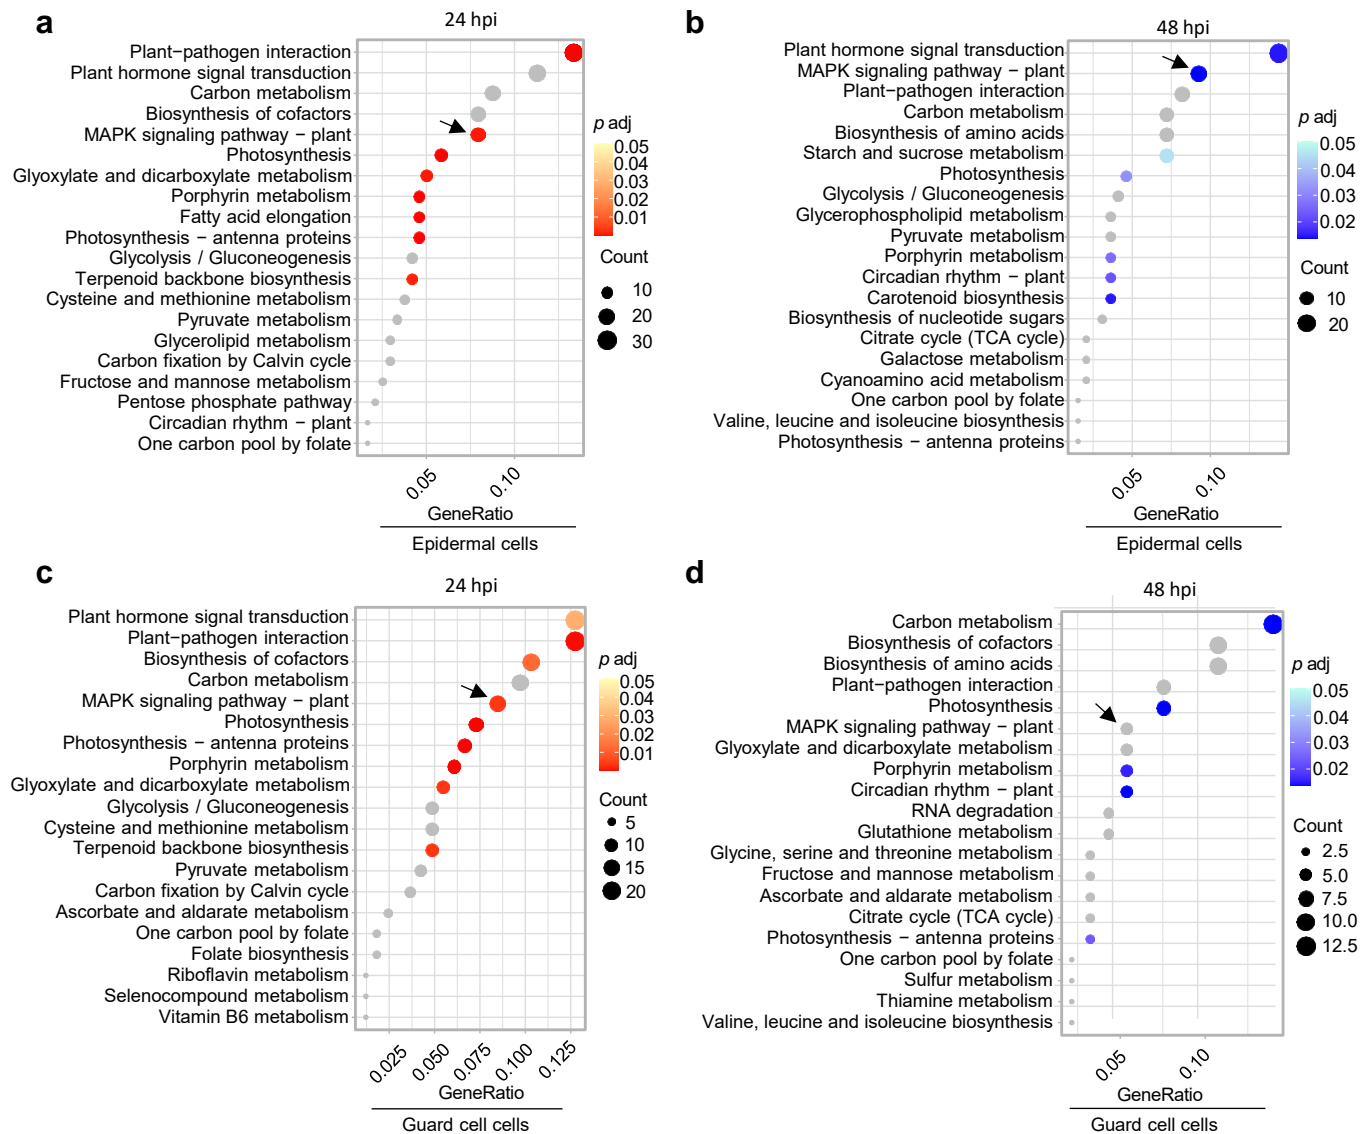 a
24 hpi
Plant−pathogen interaction
Plant hormone signal transduction
Carbon metabolism
Biosynthesis of cofactors
MAPK signaling pathway − plant
Photosynthesis
Glyoxylate and dicarboxylate metabolism
Porphyrin metabolism
Fatty acid elongation
Photosynthesis − antenna proteins
Glycolysis / Gluconeogenesis
Terpenoid backbone biosynthesis
Cysteine and methionine metabolism
Pyruvate metabolism
Glycerolipid metabolism
Carbon fixation by Calvin cycle
Fructose and mannose metabolism
Pentose phosphate pathway
Circadian rhythm − plant
One carbon pool by folate
0.05
0.10
GeneRatio
Epidermal cells
p adj
0.05
0.04
0.03
0.02
0.01
Count
10
20
30
b
48 hpi
Plant hormone signal transduction
MAPK signaling pathway − plant
Plant−pathogen interaction
Carbon metabolism
Biosynthesis of amino acids
Starch and sucrose metabolism
Photosynthesis
Glycolysis / Gluconeogenesis
Glycerophospholipid metabolism
Pyruvate metabolism
Porphyrin metabolism
Circadian rhythm − plant
Carotenoid biosynthesis
Biosynthesis of nucleotide sugars
Citrate cycle (TCA cycle)
Galactose metabolism
Cyanoamino acid metabolism
One carbon pool by folate
Valine, leucine and isoleucine biosynthesis
Photosynthesis − antenna proteins
0.05
0.10
GeneRatio
Epidermal cells
p adj
0.05
0.04
0.03
0.02
Count
10
20
c
24 hpi
Plant hormone signal transduction
Plant−pathogen interaction
Biosynthesis of cofactors
Carbon metabolism
MAPK signaling pathway − plant
Photosynthesis
Photosynthesis − antenna proteins
Porphyrin metabolism
Glyoxylate and dicarboxylate metabolism
Glycolysis / Gluconeogenesis
Cysteine and methionine metabolism
Terpenoid backbone biosynthesis
Pyruvate metabolism
Carbon fixation by Calvin cycle
Ascorbate and aldarate metabolism
One carbon pool by folate
Folate biosynthesis
Riboflavin metabolism
Selenocompound metabolism
Vitamin B6 metabolism
0.025
0.050
0.075
0.100
0.125
GeneRatio
Guard cell cells
p adj
0.05
0.04
0.03
0.02
0.01
Count
5
10
15
20
d
48 hpi
Carbon metabolism
Biosynthesis of cofactors
Biosynthesis of amino acids
Plant−pathogen interaction
Photosynthesis
MAPK signaling pathway − plant
Glyoxylate and dicarboxylate metabolism
Porphyrin metabolism
Circadian rhythm − plant
RNA degradation
Glutathione metabolism
Glycine, serine and threonine metabolism
Fructose and mannose metabolism
Ascorbate and aldarate metabolism
Citrate cycle (TCA cycle)
Photosynthesis − antenna proteins
One carbon pool by folate
Sulfur metabolism
Thiamine metabolism
Valine, leucine and isoleucine biosynthesis
0.05
0.10
GeneRatio
Guard cell cells
p adj
0.05
0.04
0.03
0.02
Count
2.5
5.0
7.5
10.0
12.5